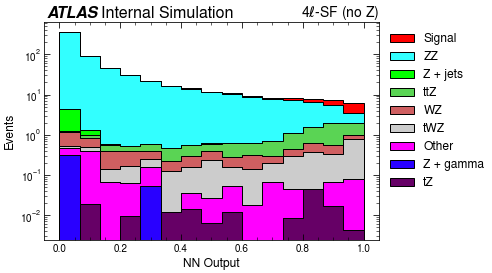 ATLAS Internal Simulation 4ℓ-SF (no Z)
Events
10²
10¹
10⁰
10⁻¹
10⁻²
0.0 0.2 0.4 0.6 0.8 1.0
NN Output
Signal
ZZ
Z + jets
ttZ
WZ
tWZ
Other
Z + gamma
tZ